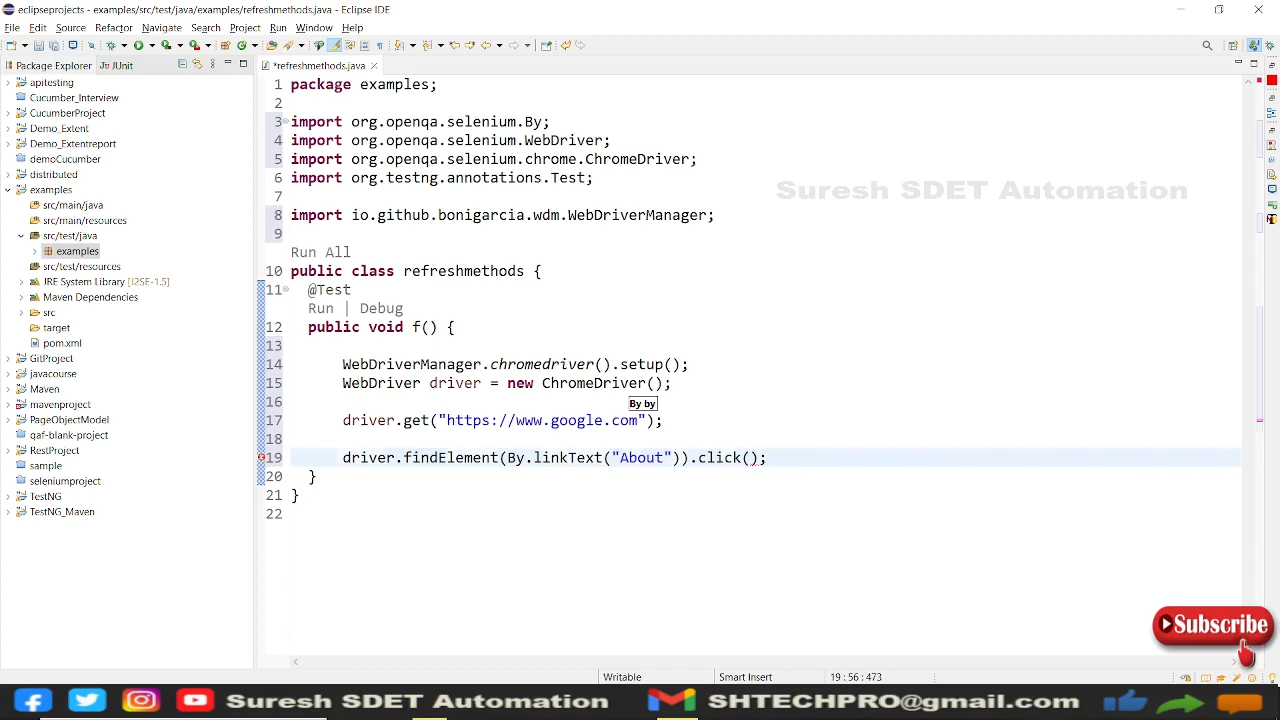 eclipseprojects - examples/src/test/java/examples/refreshmethods.java - Eclipse IDE
File Edit Source Refactor Navigate Search Project Run Window Help
Package Explorer JUnit
*refreshmethods.java
apitesting
Cucumber_Interview
CucumberProject
Demo_Extent
Demo_Extentreport
demoCucumber
distributed
examples
src/main/java
src/main/resources
src/test/java
examples
src/test/resources
JRE System Library [J2SE-1.5]
Maven Dependencies
src
target
pom.xml
GitProject
javacourse
Maven
mavenproject
PageObjectModel
qaf-blank-project
RestProject
sample
seleniumproject
TestNG
TestNG_Maven
1 package examples;
2
3 import org.openqa.selenium.By;
4 import org.openqa.selenium.WebDriver;
5 import org.openqa.selenium.chrome.ChromeDriver;
6 import org.testng.annotations.Test;
7
8 import io.github.bonigarcia.wdm.WebDriverManager;
9
Run All
10 public class refreshmethods {
11 @Test
Run | Debug
12 public void f() {
13
14 WebDriverManager.chromedriver().setup();
15 WebDriver driver = new ChromeDriver();
16
By by
17 driver.get("https://www.google.com");
18
19 driver.findElement(By.linkText("About")).click();
20 }
21 }
22
Suresh SDET Automation
Subscribe
Writable Smart Insert 19 : 56 : 473
Suresh SDET Automation SHTECHPRO@gmail.com